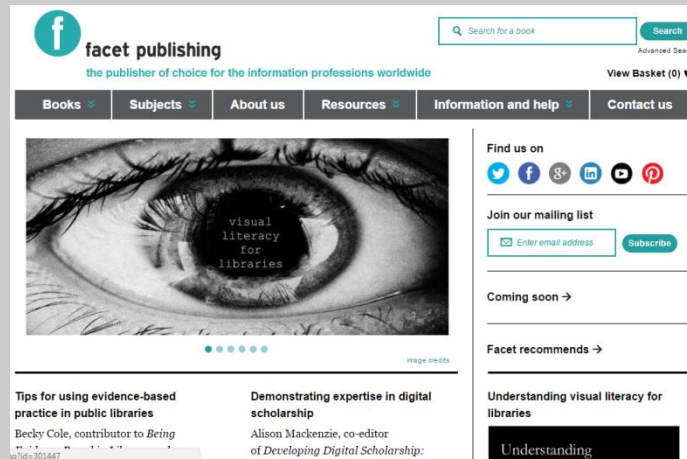 f
facet publishing
the publisher of choice for the information professions worldwide
Search for a book
Search
Advanced Sea
View Basket (0)
Books
Subjects
About us
Resources
Information and help
Contact us
visual
literacy
for
libraries
image credits
Find us on
Join our mailing list
Enter email address
Subscribe
Coming soon →
Facet recommends →
Tips for using evidence-based
practice in public libraries
Becky Cole, contributor to Being
Demonstrating expertise in digital
scholarship
Alison Mackenzie, co-editor
of Developing Digital Scholarship:
Understanding visual literacy for
libraries
Understanding
p?id=301447